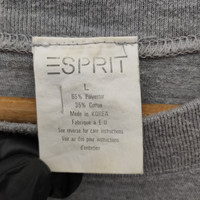 ESPRIT
L
65% Polyester
35% Cotton
Made in KOREA
Fabriqué à
See reverse for care instructions
Voir au dos pour instructions
d'entretien